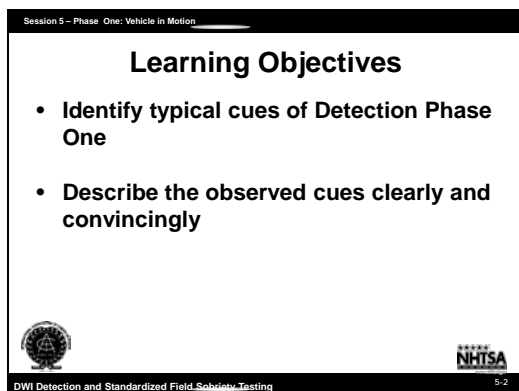 Session 5 – Phase One: Vehicle in Motion
Learning Objectives
• Identify typical cues of Detection Phase
One
• Describe the observed cues clearly and
convincingly
NHTSA
DWI Detection and Standardized Field Sobriety Testing
5-2